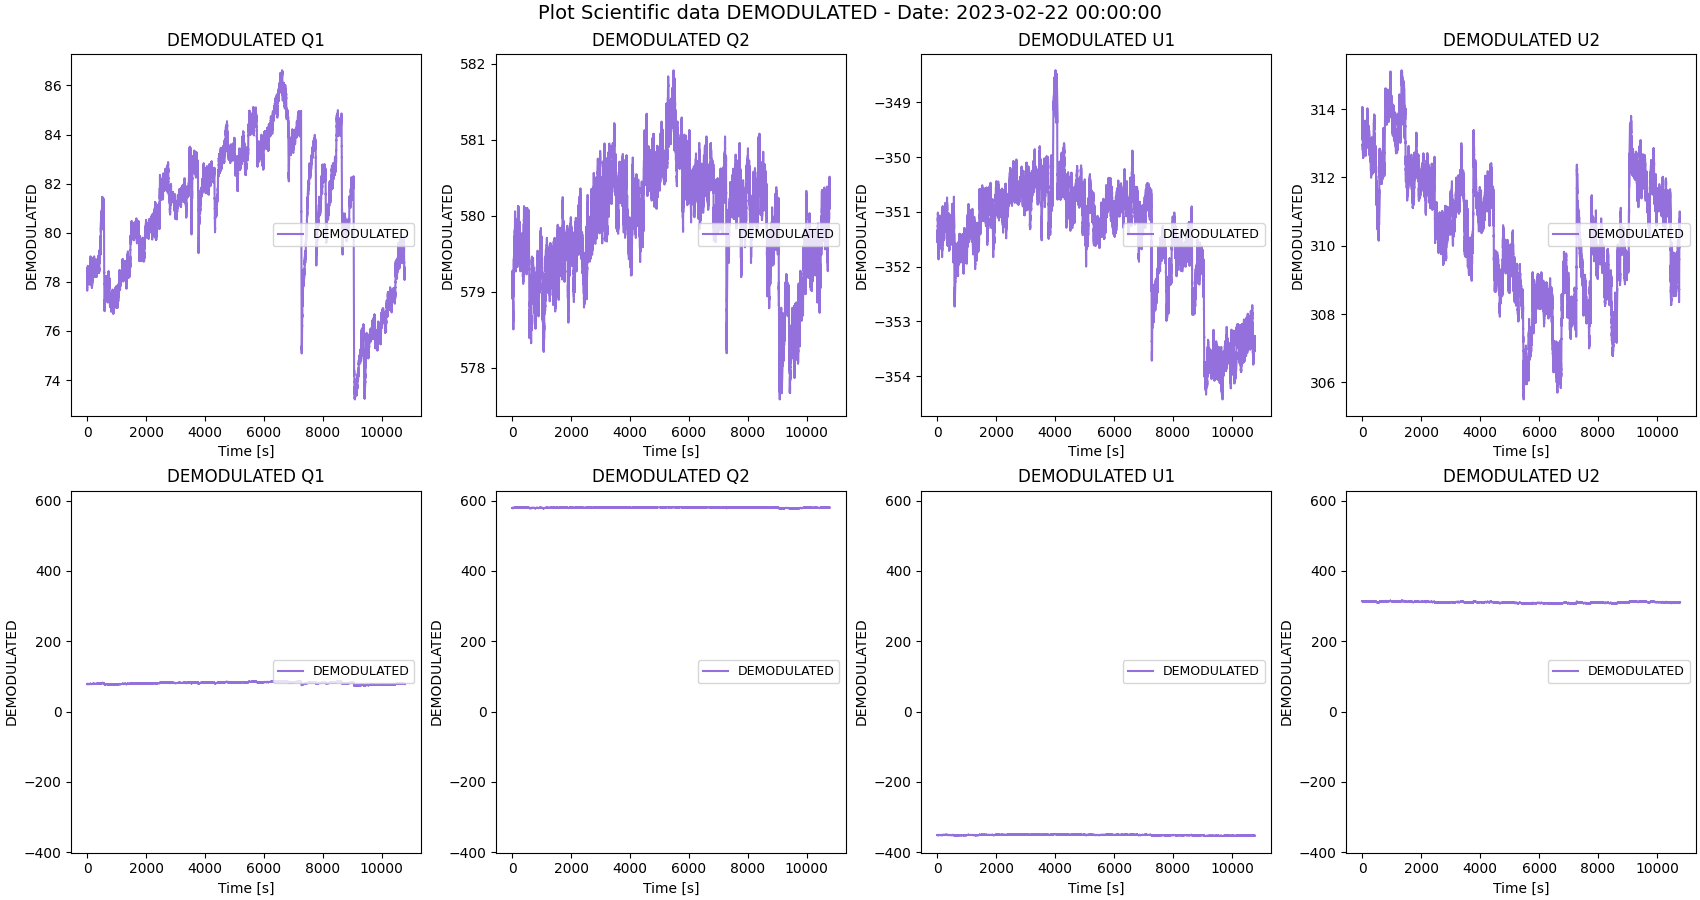 Plot Scientific data DEMODULATED - Date: 2023-02-22 00:00:00
DEMODULATED Q1
DEMODULATED
86
84
82
80
78
76
74
DEMODULATED
0 2000 4000 6000 8000 10000
Time [s]
DEMODULATED Q2
DEMODULATED
582
581
580
579
578
DEMODULATED
0 2000 4000 6000 8000 10000
Time [s]
DEMODULATED U1
DEMODULATED
−349
−350
−351
−352
−353
−354
DEMODULATED
0 2000 4000 6000 8000 10000
Time [s]
DEMODULATED U2
DEMODULATED
314
312
310
308
306
DEMODULATED
0 2000 4000 6000 8000 10000
Time [s]
DEMODULATED Q1
DEMODULATED
600
400
200
0
−200
−400
DEMODULATED
0 2000 4000 6000 8000 10000
Time [s]
DEMODULATED Q2
DEMODULATED
600
400
200
0
−200
−400
DEMODULATED
0 2000 4000 6000 8000 10000
Time [s]
DEMODULATED U1
DEMODULATED
600
400
200
0
−200
−400
DEMODULATED
0 2000 4000 6000 8000 10000
Time [s]
DEMODULATED U2
DEMODULATED
600
400
200
0
−200
−400
DEMODULATED
0 2000 4000 6000 8000 10000
Time [s]